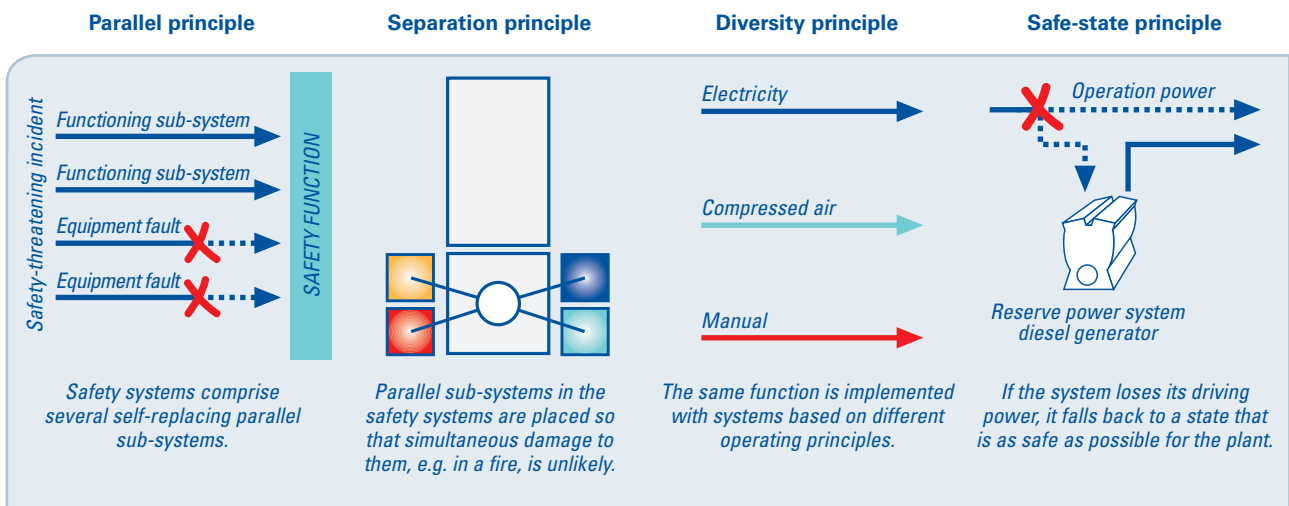 Parallel principle
Separation principle
Diversity principle
Safe-state principle
Safety-threatening incident
Functioning sub-system
Functioning sub-system
Equipment fault
Equipment fault
SAFETY FUNCTION
Safety systems comprise
several self-replacing parallel
sub-systems.
Parallel sub-systems in the
safety systems are placed so
that simultaneous damage to
them, e.g. in a fire, is unlikely.
Electricity
Compressed air
Manual
The same function is implemented
with systems based on different
operating principles.
Operation power
Reserve power system
diesel generator
If the system loses its driving
power, it falls back to a state that
is as safe as possible for the plant.